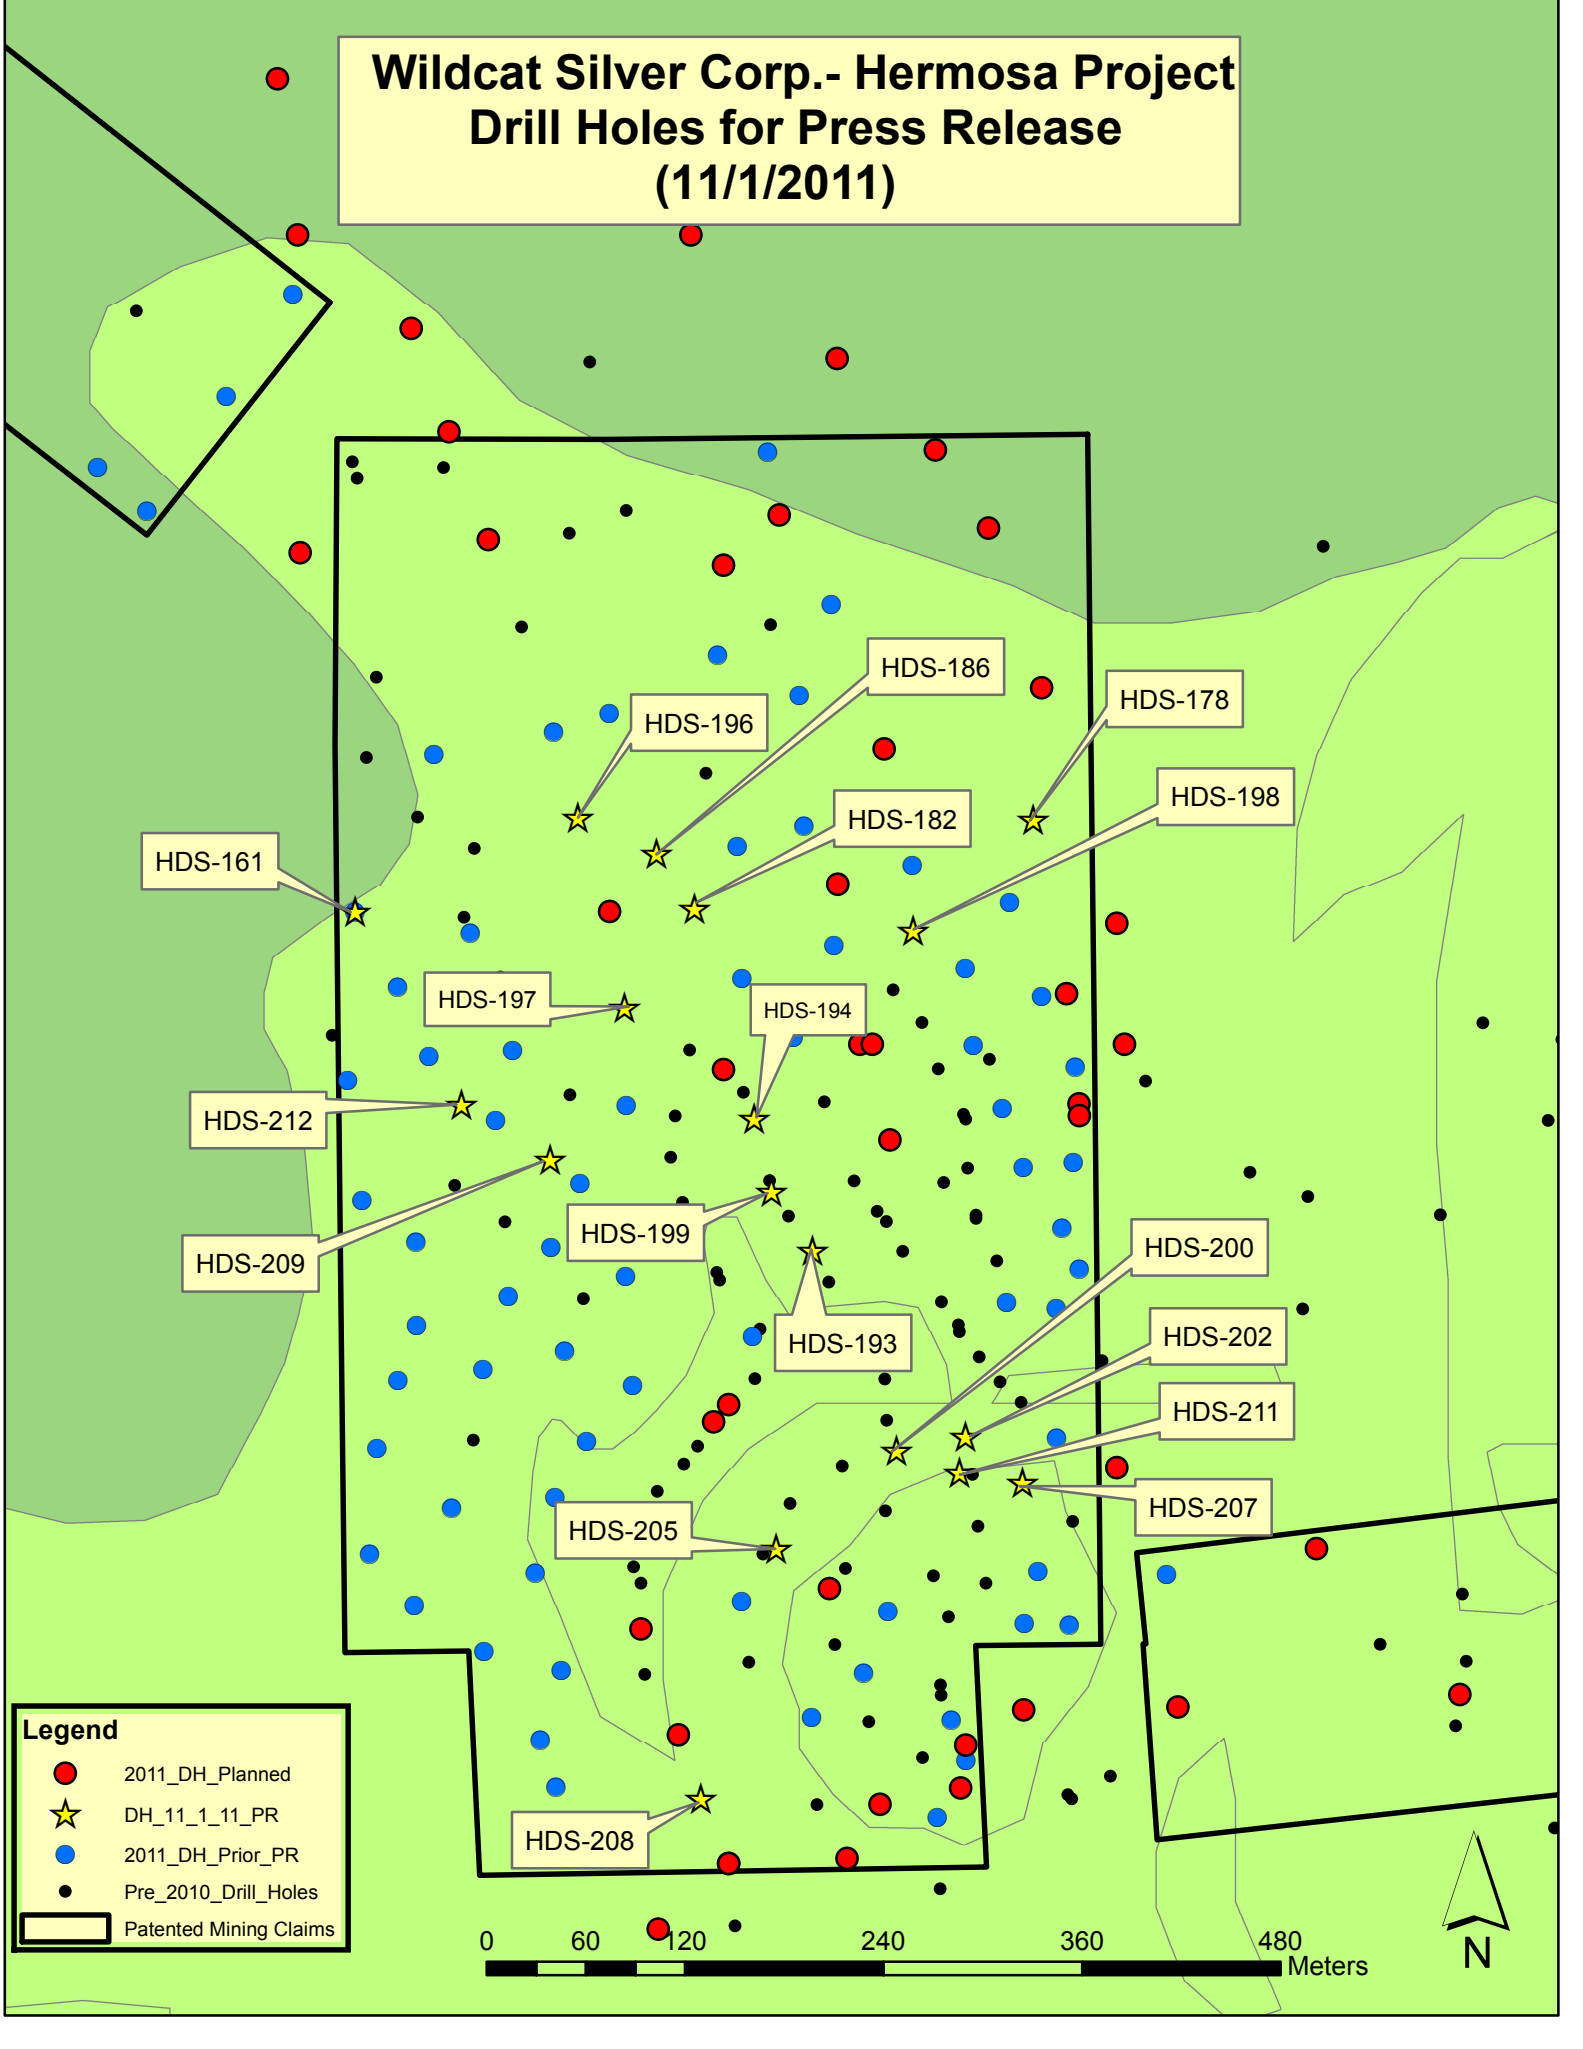 Wildcat Silver Corp.- Hermosa Project
Drill Holes for Press Release
(11/1/2011)
HDS-186
HDS-178
HDS-196
HDS-198
HDS-182
HDS-161
HDS-197
HDS-194
HDS-212
HDS-199
HDS-200
HDS-209
HDS-202
HDS-193
HDS-211
HDS-207
HDS-205
HDS-208
Legend
2011_DH_Planned
DH_11_1_11_PR
2011_DH_Prior_PR
Pre_2010_Drill_Holes
Patented Mining Claims
0 60 120 240 360 480
Meters
N